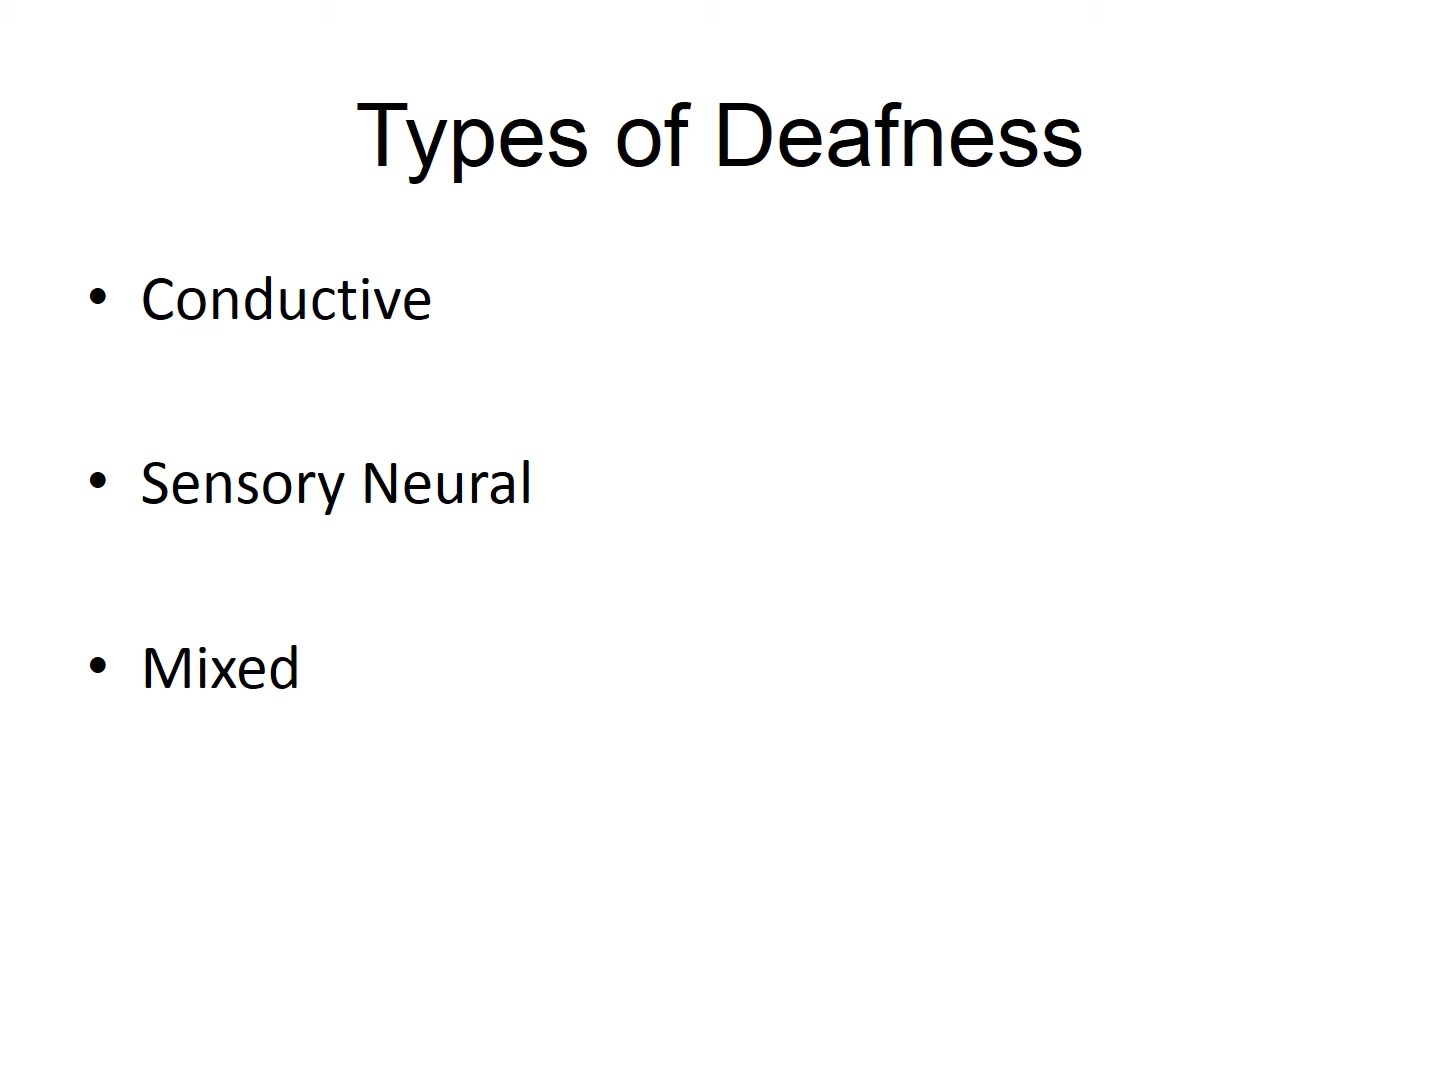 Types of Deafness
• Conductive
• Sensory Neural
• Mixed